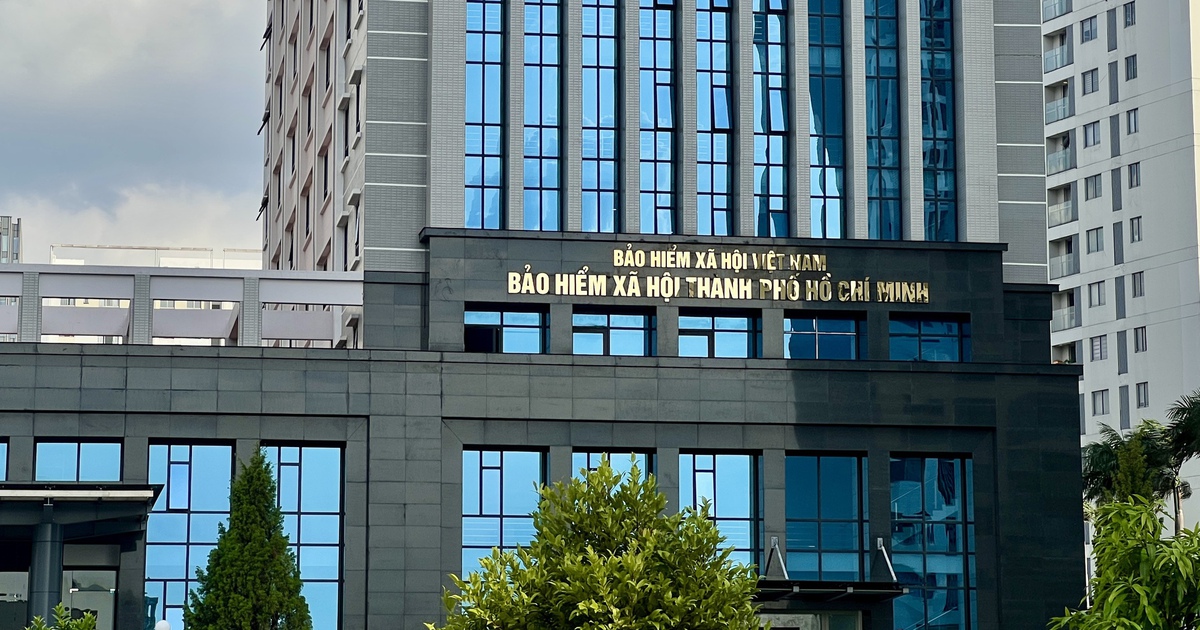 BẢO HIỂM XÃ HỘI VIỆT NAM
BẢO HIỂM XÃ HỘI THÀNH PHỐ HỒ CHÍ MINH